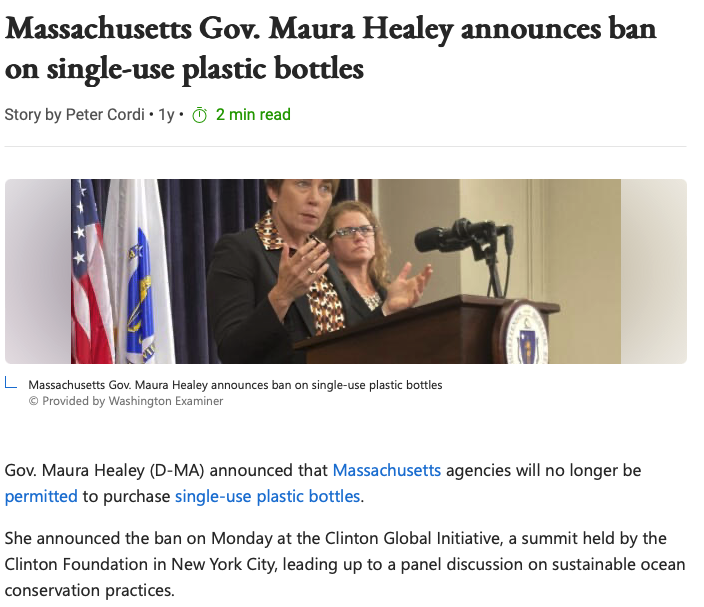 Massachusetts Gov. Maura Healey announces ban
on single-use plastic bottles
Story by Peter Cordi • 1y • 2 min read
Massachusetts Gov. Maura Healey announces ban on single-use plastic bottles
© Provided by Washington Examiner
Gov. Maura Healey (D-MA) announced that Massachusetts agencies will no longer be
permitted to purchase single-use plastic bottles.
She announced the ban on Monday at the Clinton Global Initiative, a summit held by the
Clinton Foundation in New York City, leading up to a panel discussion on sustainable ocean
conservation practices.